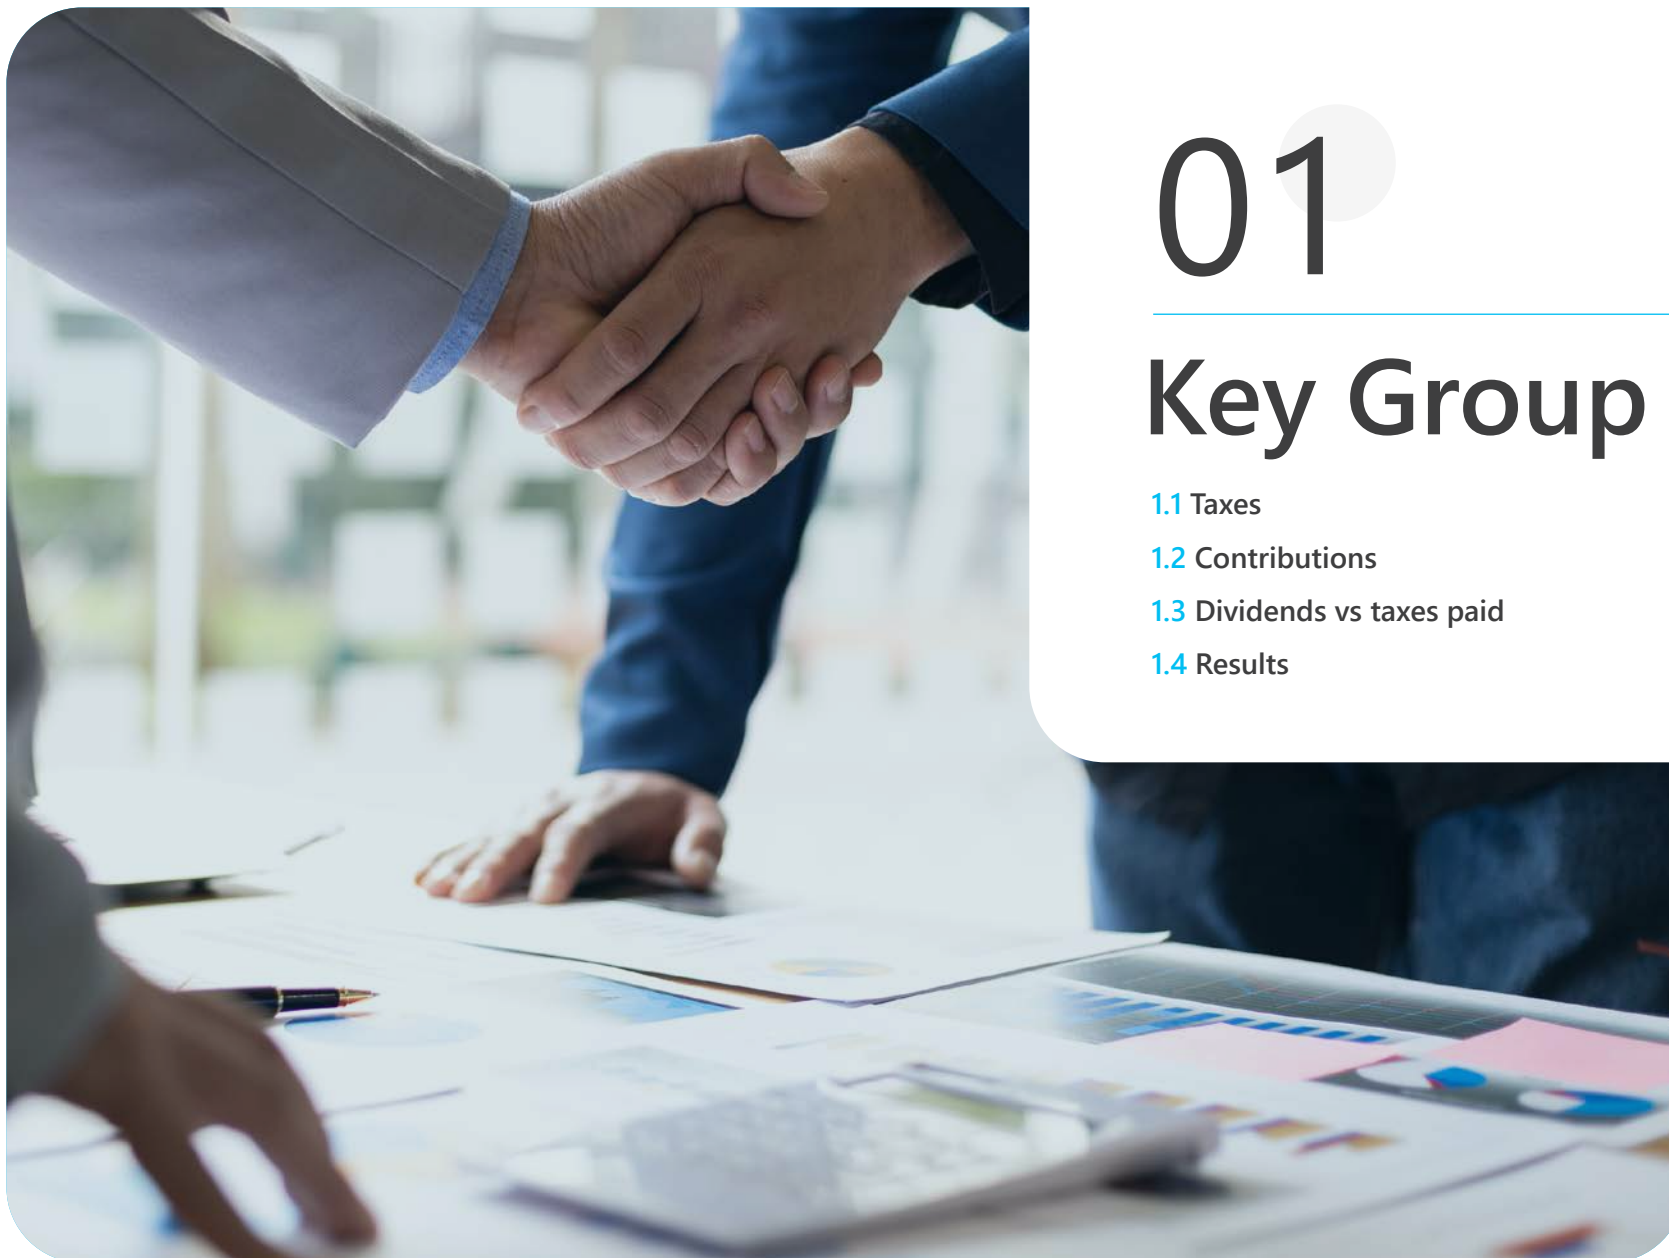 01
Key Group
1.1 Taxes
1.2 Contributions
1.3 Dividends vs taxes paid
1.4 Results